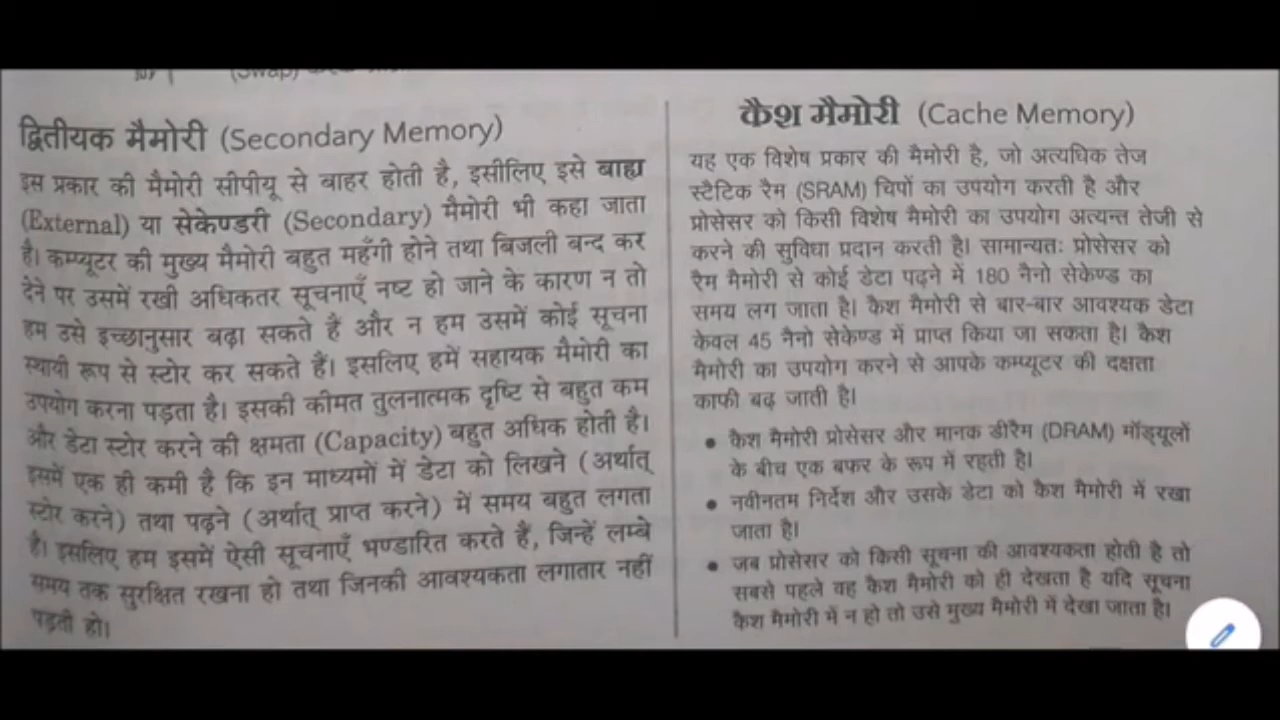 (Swap)
द्वितीयक मैमोरी (Secondary Memory)
इस प्रकार की मैमोरी सीपीयू से बाहर होती है, इसीलिए इसे बाह्य
(External) या सेकेण्डरी (Secondary) मैमोरी भी कहा जाता
है। कम्प्यूटर की मुख्य मैमोरी बहुत महँगी होने तथा बिजली बन्द कर
देने पर उसमें रखी अधिकतर सूचनाएँ नष्ट हो जाने के कारण न तो
हम उसे इच्छानुसार बढ़ा सकते हैं और न हम उसमें कोई सूचना
स्थायी रूप से स्टोर कर सकते हैं। इसलिए हमें सहायक मैमोरी का
उपयोग करना पड़ता है। इसकी कीमत तुलनात्मक दृष्टि से बहुत कम
और डेटा स्टोर करने की क्षमता (Capacity) बहुत अधिक होती है।
इसमें एक ही कमी है कि इन माध्यमों में डेटा को लिखने (अर्थात्
स्टोर करने) तथा पढ़ने (अर्थात् प्राप्त करने) में समय बहुत लगता
है। इसलिए हम इसमें ऐसी सूचनाएँ भण्डारित करते हैं, जिन्हें लम्बे
समय तक सुरक्षित रखना हो तथा जिनकी आवश्यकता लगातार नहीं
पड़ती हो।
कैश मैमोरी (Cache Memory)
यह एक विशेष प्रकार की मैमोरी है, जो अत्यधिक तेज
स्टैटिक रैम (SRAM) चिपों का उपयोग करती है और
प्रोसेसर को किसी विशेष मैमोरी का उपयोग अत्यन्त तेजी से
करने की सुविधा प्रदान करती है। सामान्यतः प्रोसेसर को
रैम मैमोरी से कोई डेटा पढ़ने में 180 नैनो सेकेण्ड का
समय लग जाता है। कैश मैमोरी से बार-बार आवश्यक डेटा
केवल 45 नैनो सेकेण्ड में प्राप्त किया जा सकता है। कैश
मैमोरी का उपयोग करने से आपके कम्प्यूटर की दक्षता
काफी बढ़ जाती है।
• कैश मैमोरी प्रोसेसर और मानक डीरैम (DRAM) मॉड्यूलों
के बीच एक बफर के रूप में रहती है।
• नवीनतम निर्देश और उसके डेटा को कैश मैमोरी में रखा
जाता है।
• जब प्रोसेसर को किसी सूचना की आवश्यकता होती है तो
सबसे पहले वह कैश मैमोरी को ही देखता है यदि सूचना
कैश मैमोरी में न हो तो उसे मुख्य मैमोरी में देखा जाता है।